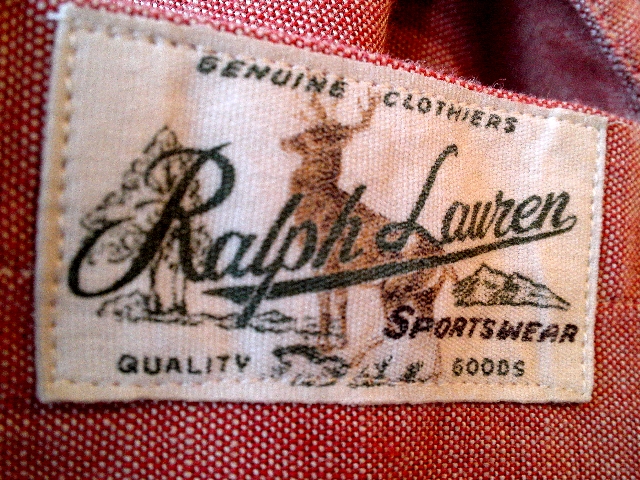 GENUINE CLOTHIERS
Ralph Lauren
SPORTSWEAR
QUALITY GOODS